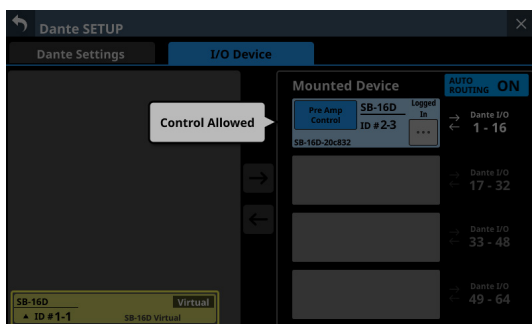 Dante SETUP
Dante Settings
I/O Device
Mounted Device
AUTO
ROUTING ON
Control Allowed
Pre Amp
Control
SB-16D
ID #2-3
Logged
In
...
SB-16D-20c832
Dante I/O
1 - 16
Dante I/O
17 - 32
Dante I/O
33 - 48
Dante I/O
49 - 64
SB-16D
Virtual
ID #1-1
SB-16D Virtual